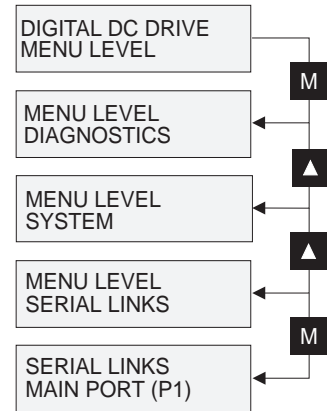 DIGITAL DC DRIVE
MENU LEVEL
M
MENU LEVEL
DIAGNOSTICS
MENU LEVEL
SYSTEM
MENU LEVEL
SERIAL LINKS
M
SERIAL LINKS
MAIN PORT (P1)